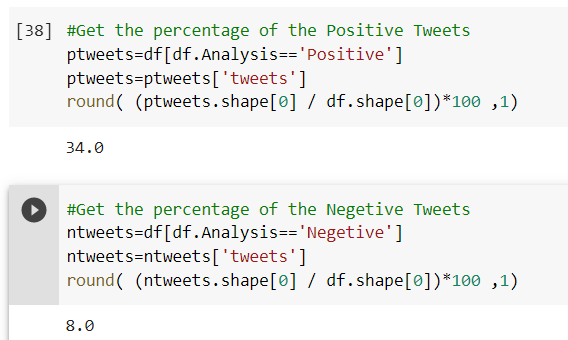 [38] #Get the percentage of the Positive Tweets
ptweets=df[df.Analysis=='Positive']
ptweets=ptweets['tweets']
round( (ptweets.shape[0] / df.shape[0])*100 ,1)
34.0
#Get the percentage of the Negetive Tweets
ntweets=df[df.Analysis=='Negetive']
ntweets=ntweets['tweets']
round( (ntweets.shape[0] / df.shape[0])*100 ,1)
8.0